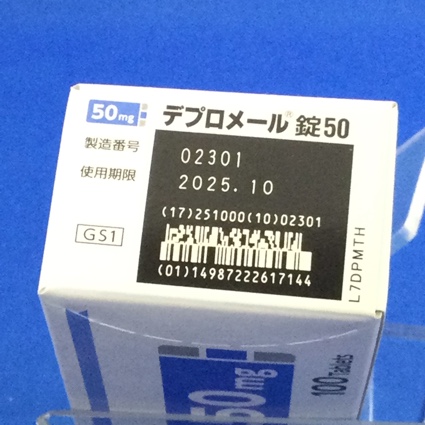 50mg デプロメール®錠50
製造番号 02301
使用期限 2025.10
(17)251000(10)02301
GS1
(01)14987222617144
L7DPMTH
50mg
100Tablets